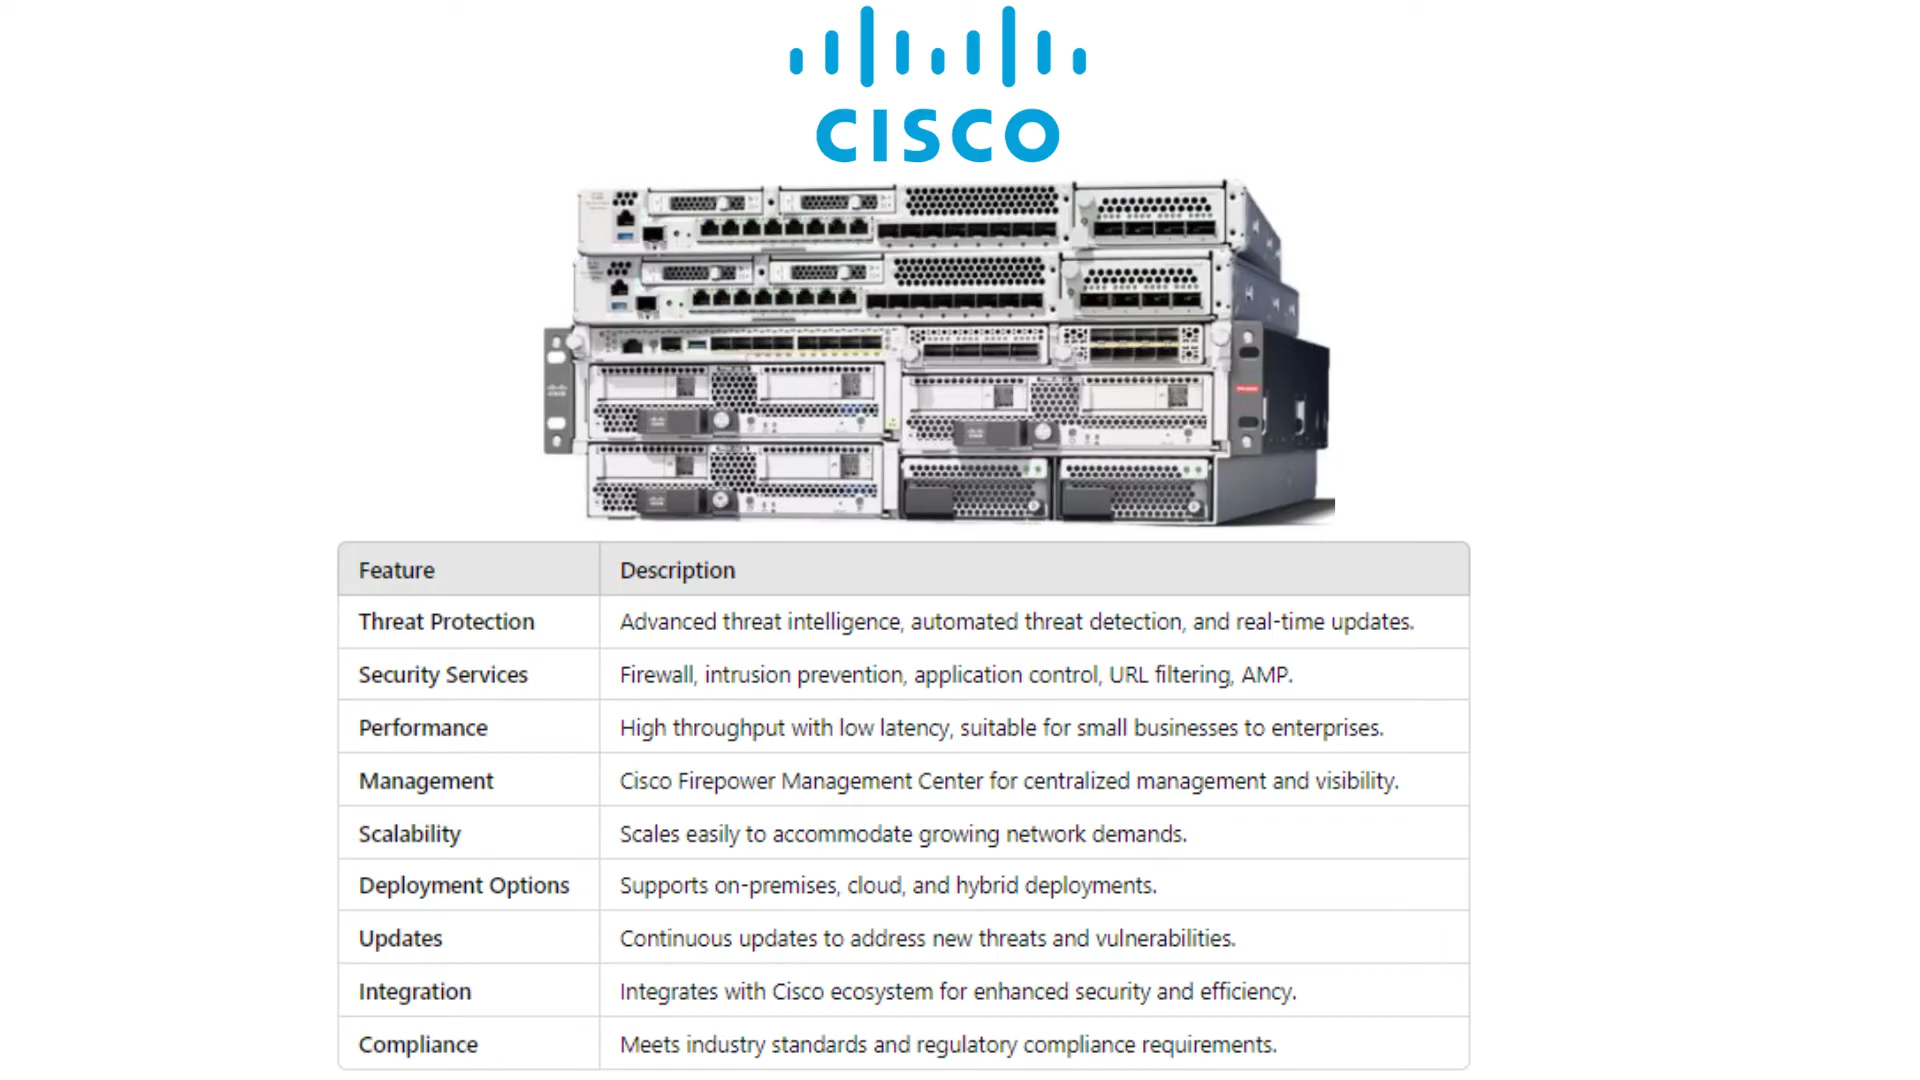 CISCO
Feature Description
Threat Protection Advanced threat intelligence, automated threat detection, and real-time updates.
Security Services Firewall, intrusion prevention, application control, URL filtering, AMP.
Performance High throughput with low latency, suitable for small businesses to enterprises.
Management Cisco Firepower Management Center for centralized management and visibility.
Scalability Scales easily to accommodate growing network demands.
Deployment Options Supports on-premises, cloud, and hybrid deployments.
Updates Continuous updates to address new threats and vulnerabilities.
Integration Integrates with Cisco ecosystem for enhanced security and efficiency.
Compliance Meets industry standards and regulatory compliance requirements.